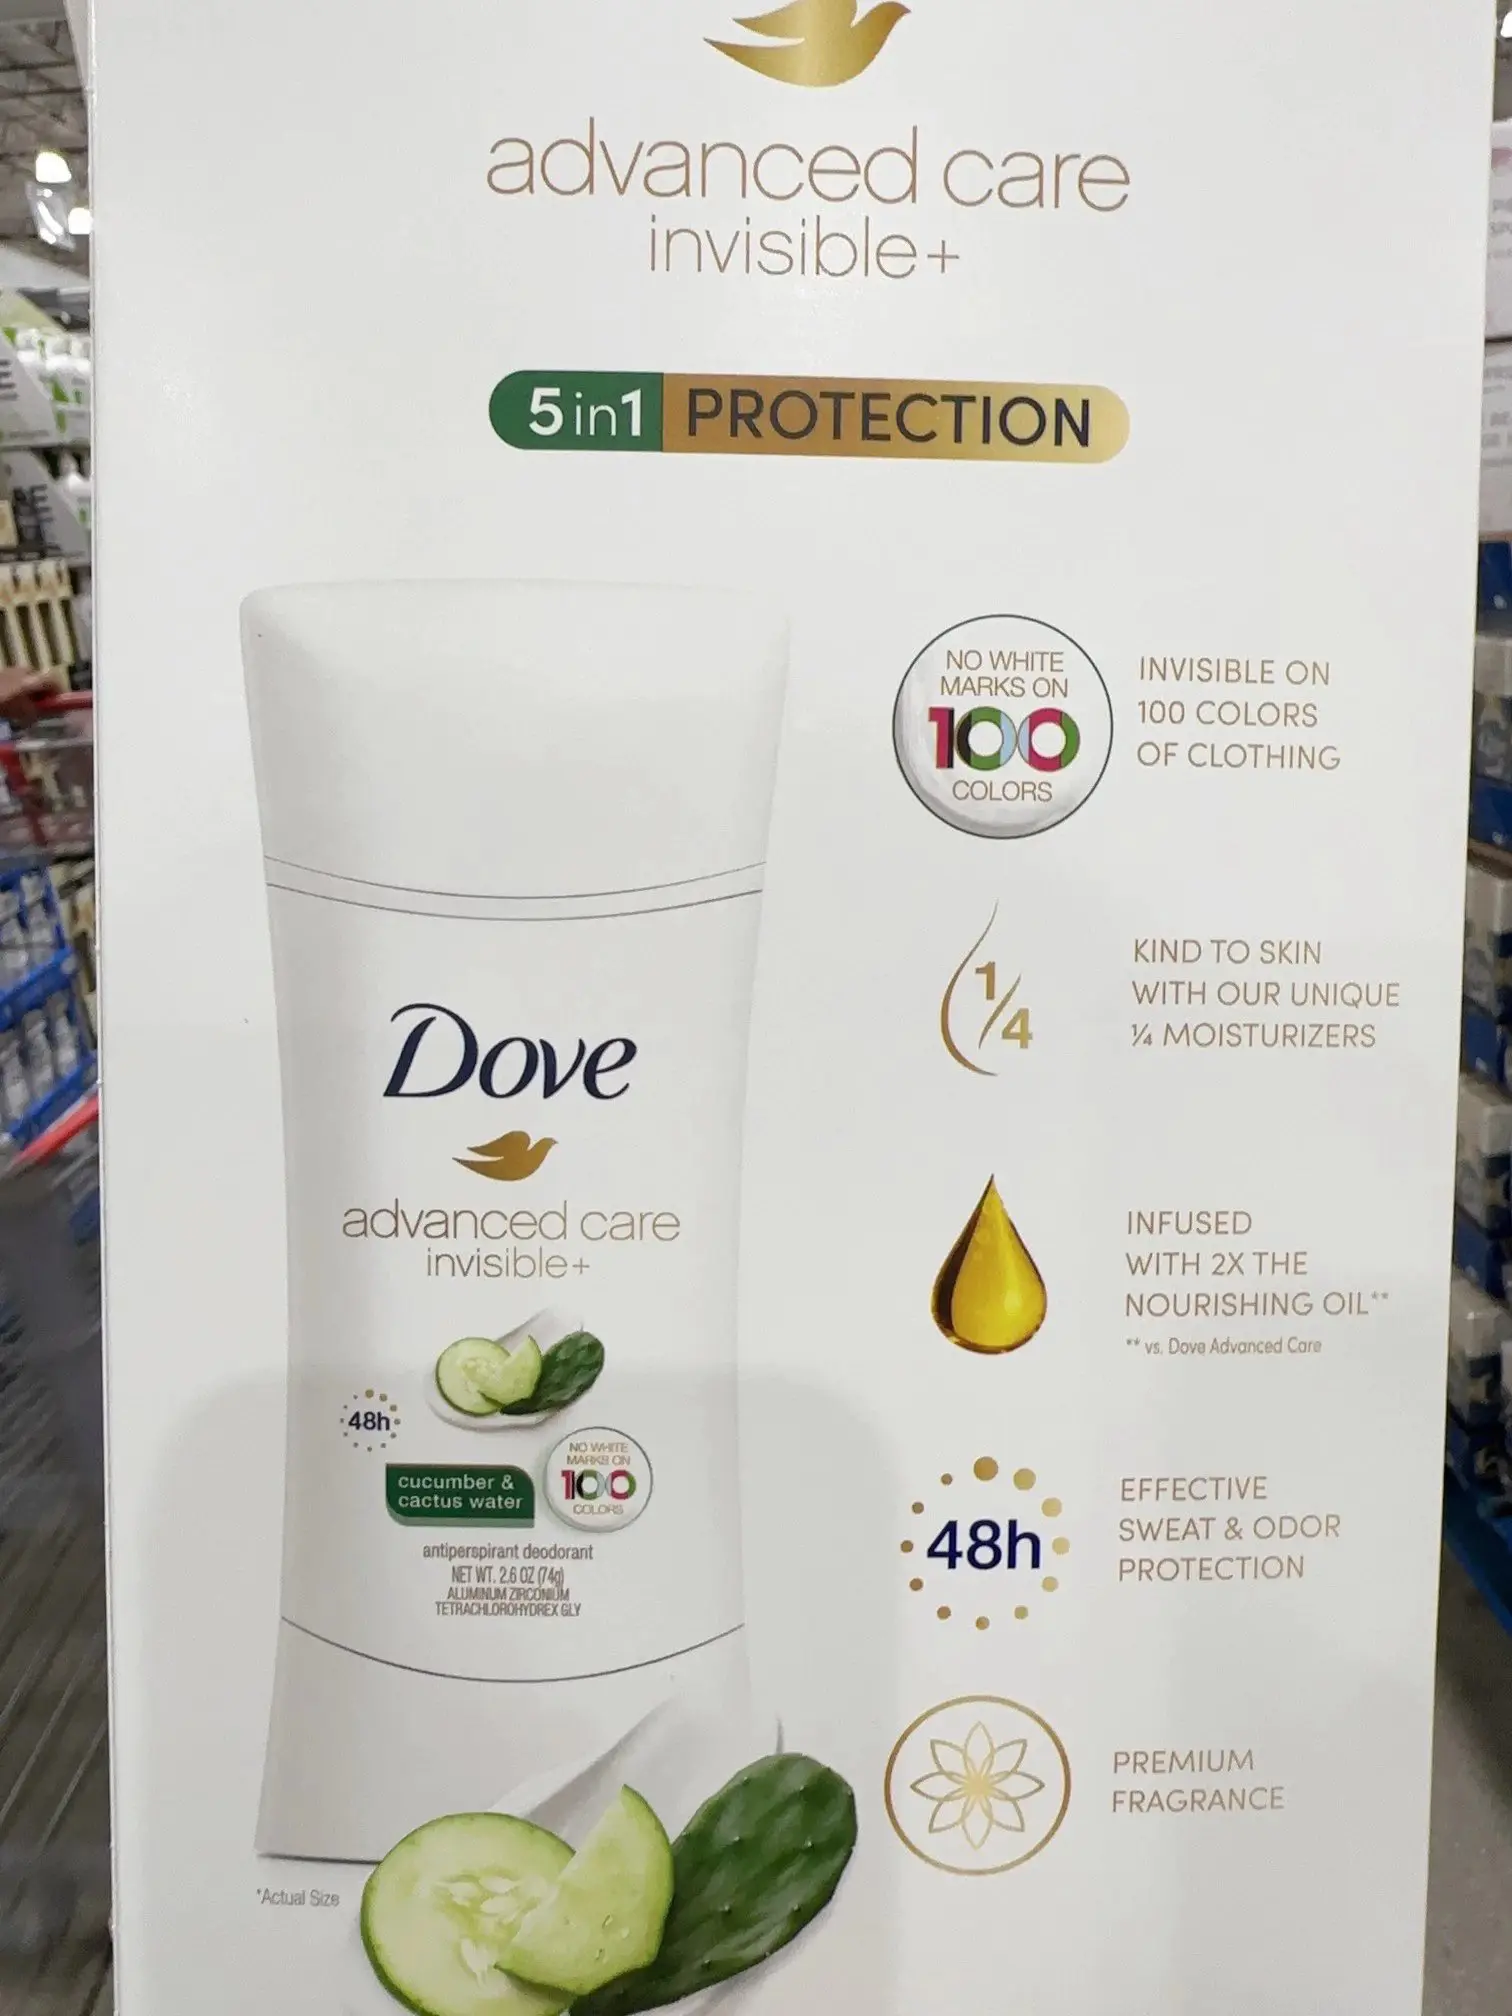 advanced care
invisible+
5in1 PROTECTION
NO WHITE
MARKS ON
100
COLORS
INVISIBLE ON
100 COLORS
OF CLOTHING
1/4
KIND TO SKIN
WITH OUR UNIQUE
¼ MOISTURIZERS
INFUSED
WITH 2X THE
NOURISHING OIL**
** vs. Dove Advanced Care
48h
EFFECTIVE
SWEAT & ODOR
PROTECTION
PREMIUM
FRAGRANCE
Dove
advanced care
invisible+
48h
cucumber &
cactus water
NO WHITE
MARKS ON
100
COLORS
antiperspirant deodorant
NET WT. 2.6 OZ (74g)
ALUMINUM ZIRCONIUM
TETRACHLOROHYDREX GLY
*Actual Size